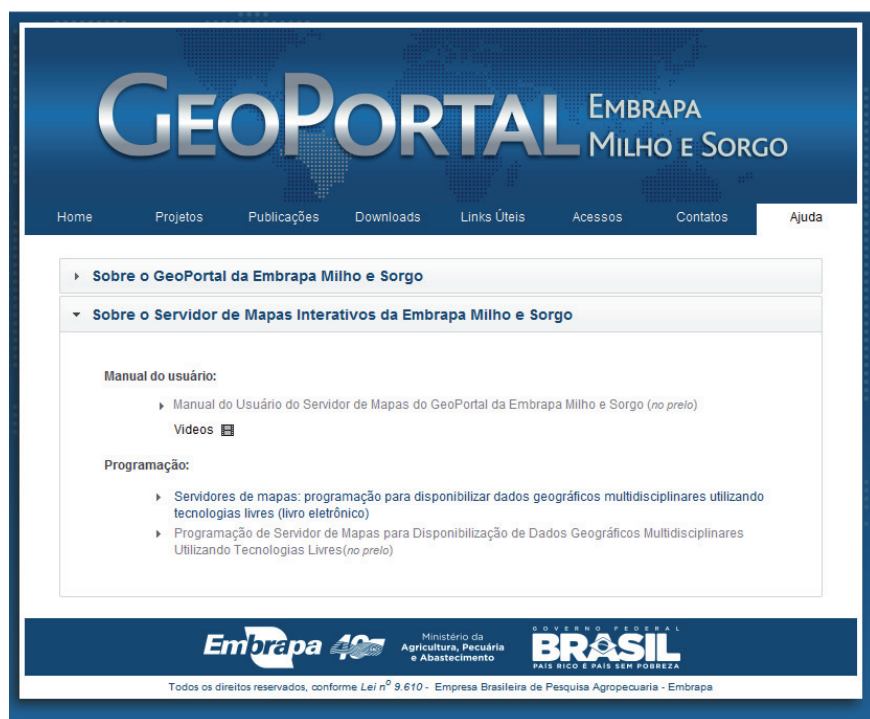 GEOPORTAL EMBRAPA
MILHO E SORGO
Home Projetos Publicações Downloads Links Úteis Acessos Contatos Ajuda
Sobre o GeoPortal da Embrapa Milho e Sorgo
Sobre o Servidor de Mapas Interativos da Embrapa Milho e Sorgo
Manual do usuário:
Manual do Usuário do Servidor de Mapas do GeoPortal da Embrapa Milho e Sorgo (no prelo)
Videos
Programação:
Servidores de mapas: programação para disponibilizar dados geográficos multidisciplinares utilizando
tecnologias livres (livro eletrônico)
Programação de Servidor de Mapas para Disponibilização de Dados Geográficos Multidisciplinares
Utilizando Tecnologias Livres(no prelo)
Embrapa 40
Ministério da
Agricultura, Pecuária
e Abastecimento
GOVERNO FEDERAL
BRASIL
PAÍS RICO É PAÍS SEM POBREZA
Todos os direitos reservados, conforme Lei nº 9.610 - Empresa Brasileira de Pesquisa Agropecuaria - Embrapa